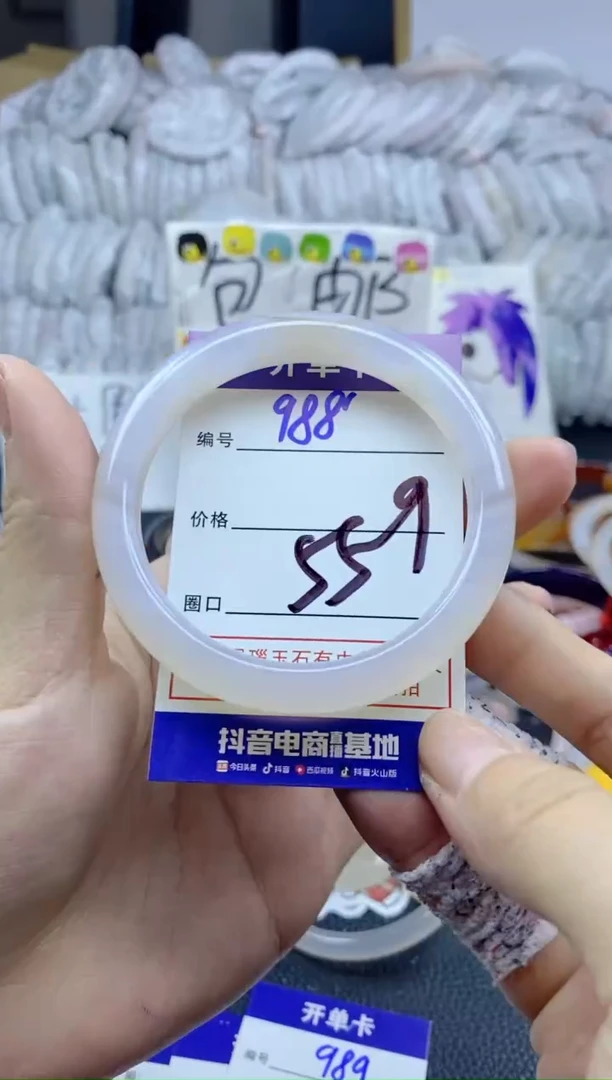 包邮
开单卡
编号 988
价格
559
圈口
抖音电商直播基地
今日头条 抖音 西瓜视频 抖音火山版
开单卡
编号 989